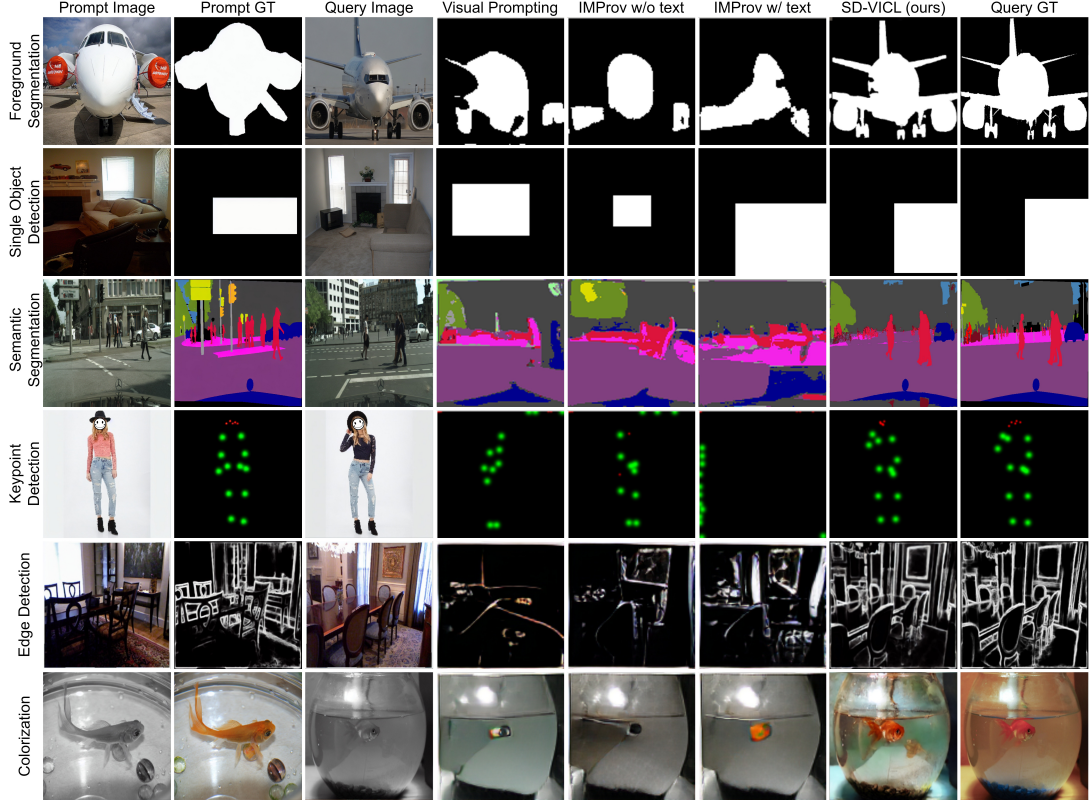 Prompt Image Prompt GT Query Image Visual Prompting IMProv w/o text IMProv w/ text SD-VICL (ours) Query GT
Foreground
Segmentation
Single Object
Detection
Semantic
Segmentation
Keypoint
Detection
Edge Detection
Colorization